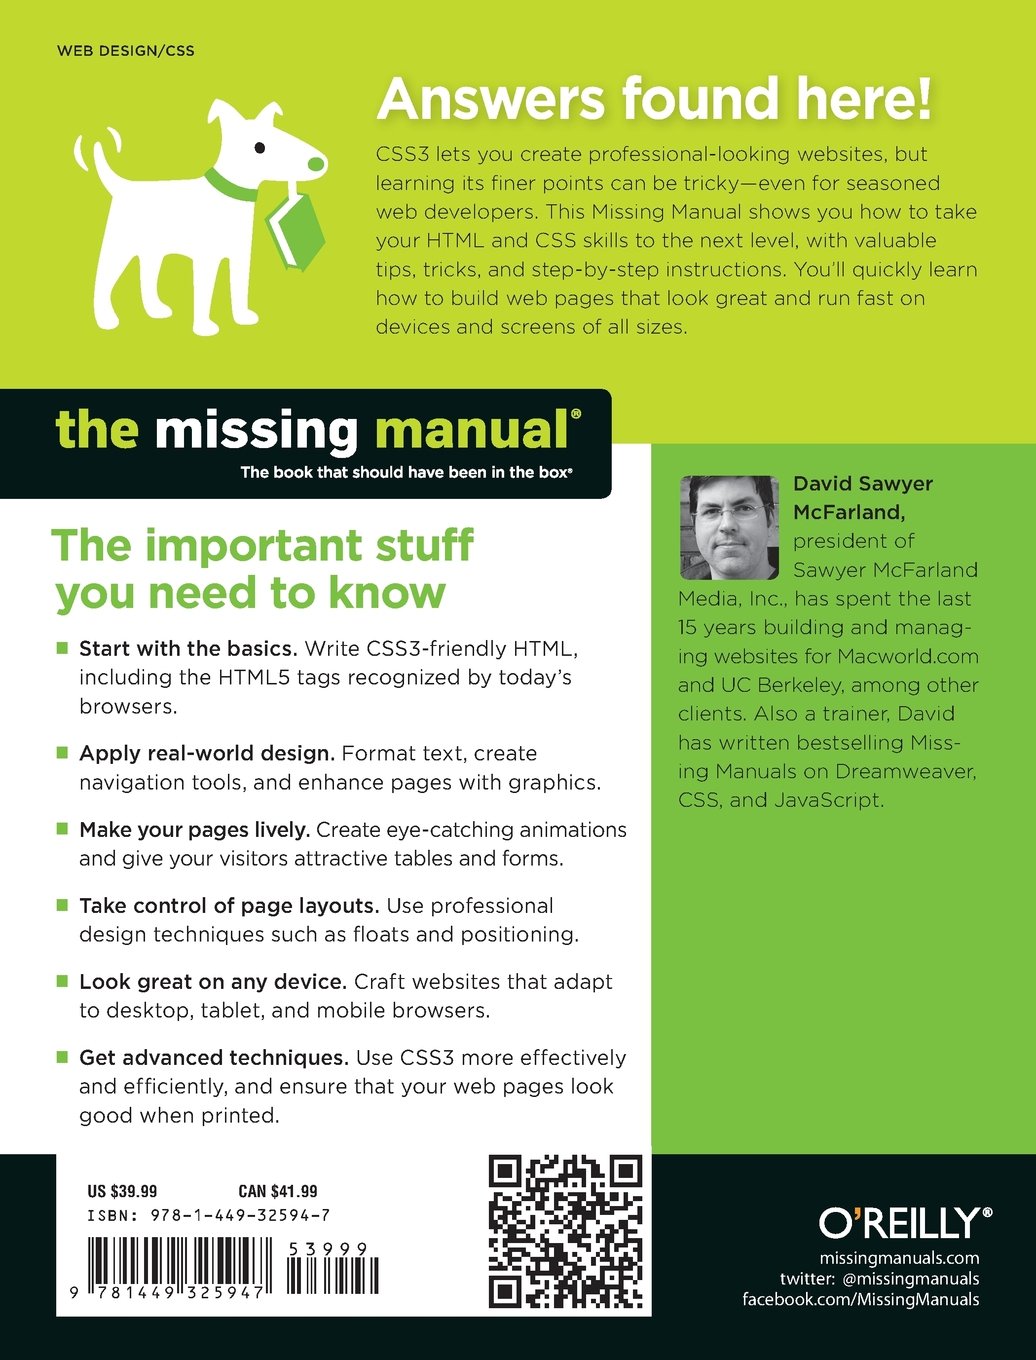 WEB DESIGN/CSS
Answers found here!
CSS3 lets you create professional-looking websites, but
learning its finer points can be tricky—even for seasoned
web developers. This Missing Manual shows you how to take
your HTML and CSS skills to the next level, with valuable
tips, tricks, and step-by-step instructions. You’ll quickly learn
how to build web pages that look great and run fast on
devices and screens of all sizes.
the missing manual®
The book that should have been in the box®
The important stuff
you need to know
■ Start with the basics. Write CSS3-friendly HTML,
including the HTML5 tags recognized by today’s
browsers.
■ Apply real-world design. Format text, create
navigation tools, and enhance pages with graphics.
■ Make your pages lively. Create eye-catching animations
and give your visitors attractive tables and forms.
■ Take control of page layouts. Use professional
design techniques such as floats and positioning.
■ Look great on any device. Craft websites that adapt
to desktop, tablet, and mobile browsers.
■ Get advanced techniques. Use CSS3 more effectively
and efficiently, and ensure that your web pages look
good when printed.
David Sawyer
McFarland,
president of
Sawyer McFarland
Media, Inc., has spent the last
15 years building and manag-
ing websites for Macworld.com
and UC Berkeley, among other
clients. Also a trainer, David
has written bestselling Miss-
ing Manuals on Dreamweaver,
CSS, and JavaScript.
US $39.99 CAN $41.99
ISBN: 978-1-449-32594-7
53999
9 781449 325947
O’REILLY®
missingmanuals.com
twitter: @missingmanuals
facebook.com/MissingManuals